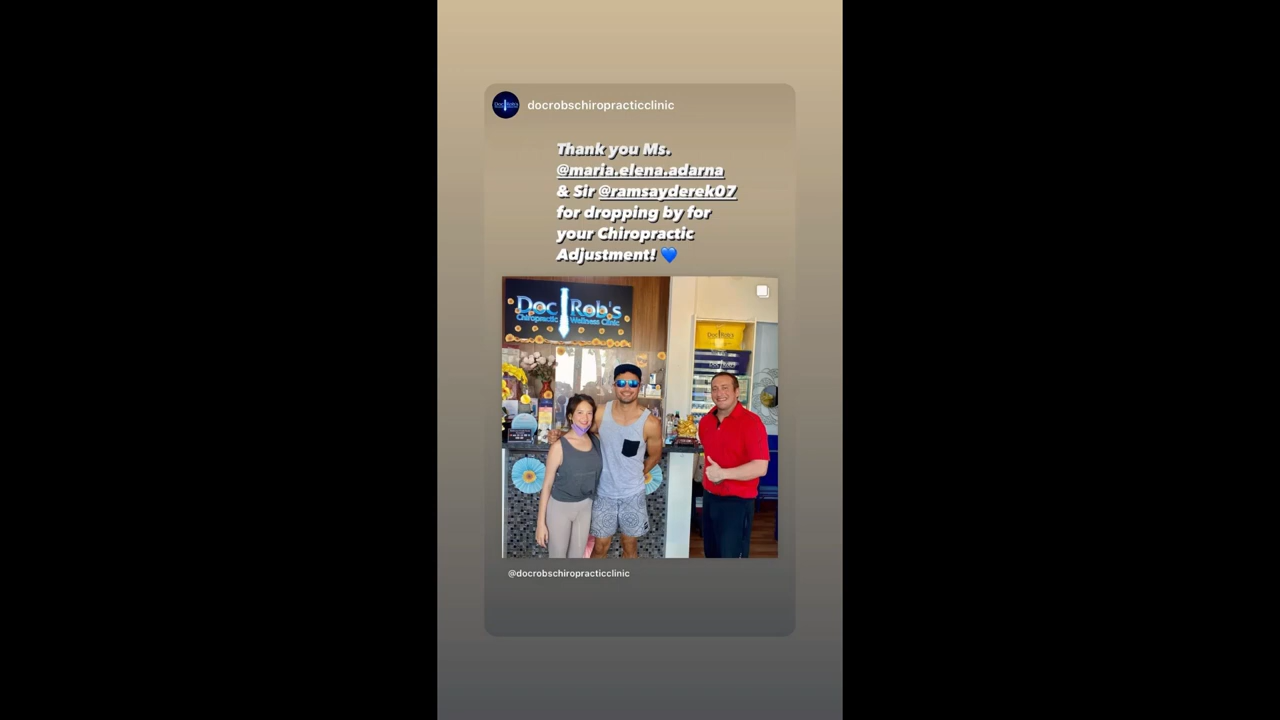 docrobschiropracticclinic
Thank you Ms.
@maria.elena.adarna
& Sir @ramsayderek07
for dropping by for
your Chiropractic
Adjustment! 💙
Doc Rob's
Chiropractic Wellness Clinic
@docrobschiropracticclinic